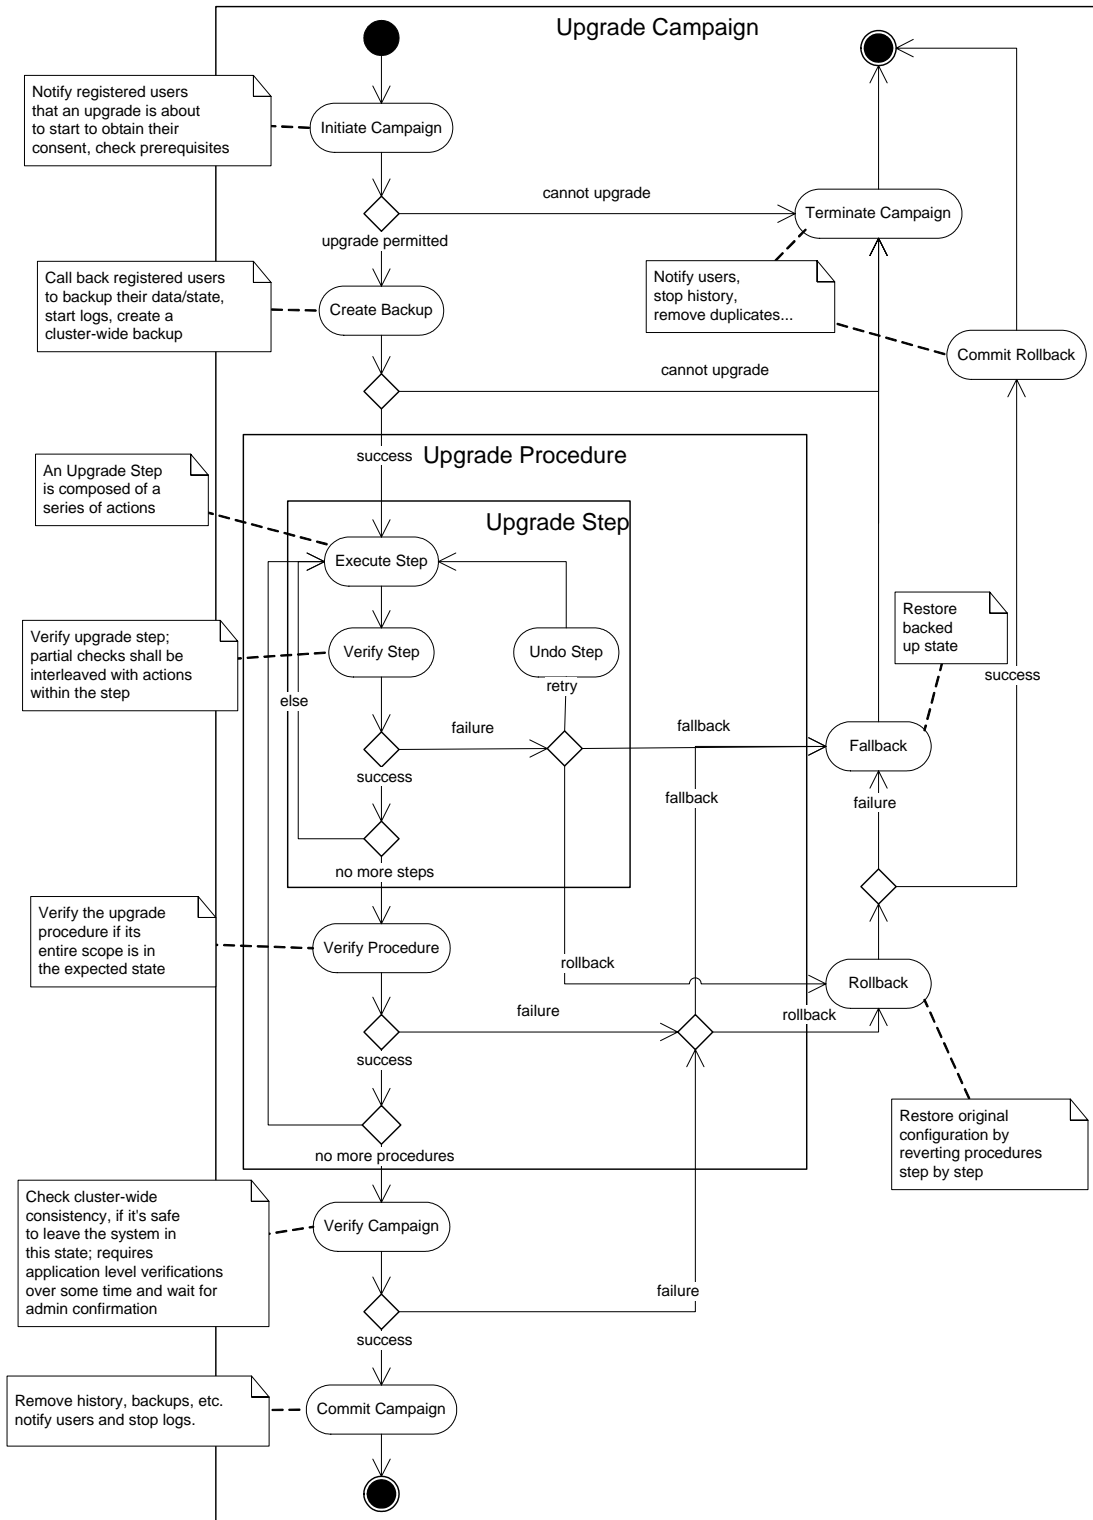 Upgrade Campaign
Notify registered users
that an upgrade is about
to start to obtain their
consent, check prerequisites
Initiate Campaign
cannot upgrade
Terminate Campaign
upgrade permitted
Call back registered users
to backup their data/state,
start logs, create a
cluster-wide backup
Create Backup
Notify users,
stop history,
remove duplicates...
Commit Rollback
cannot upgrade
success
Upgrade Procedure
An Upgrade Step
is composed of a
series of actions
Upgrade Step
Execute Step
Restore
backed
up state
Verify upgrade step;
partial checks shall be
interleaved with actions
within the step
Verify Step
Undo Step
retry
else
success
failure
fallback
Fallback
success
fallback
failure
no more steps
Verify the upgrade
procedure if its
entire scope is in
the expected state
Verify Procedure
rollback
Rollback
failure
rollback
success
Restore original
configuration by
reverting procedures
step by step
no more procedures
Check cluster-wide
consistency, if it's safe
to leave the system in
this state; requires
application level verifications
over some time and wait for
admin confirmation
Verify Campaign
failure
success
Remove history, backups, etc.
notify users and stop logs.
Commit Campaign